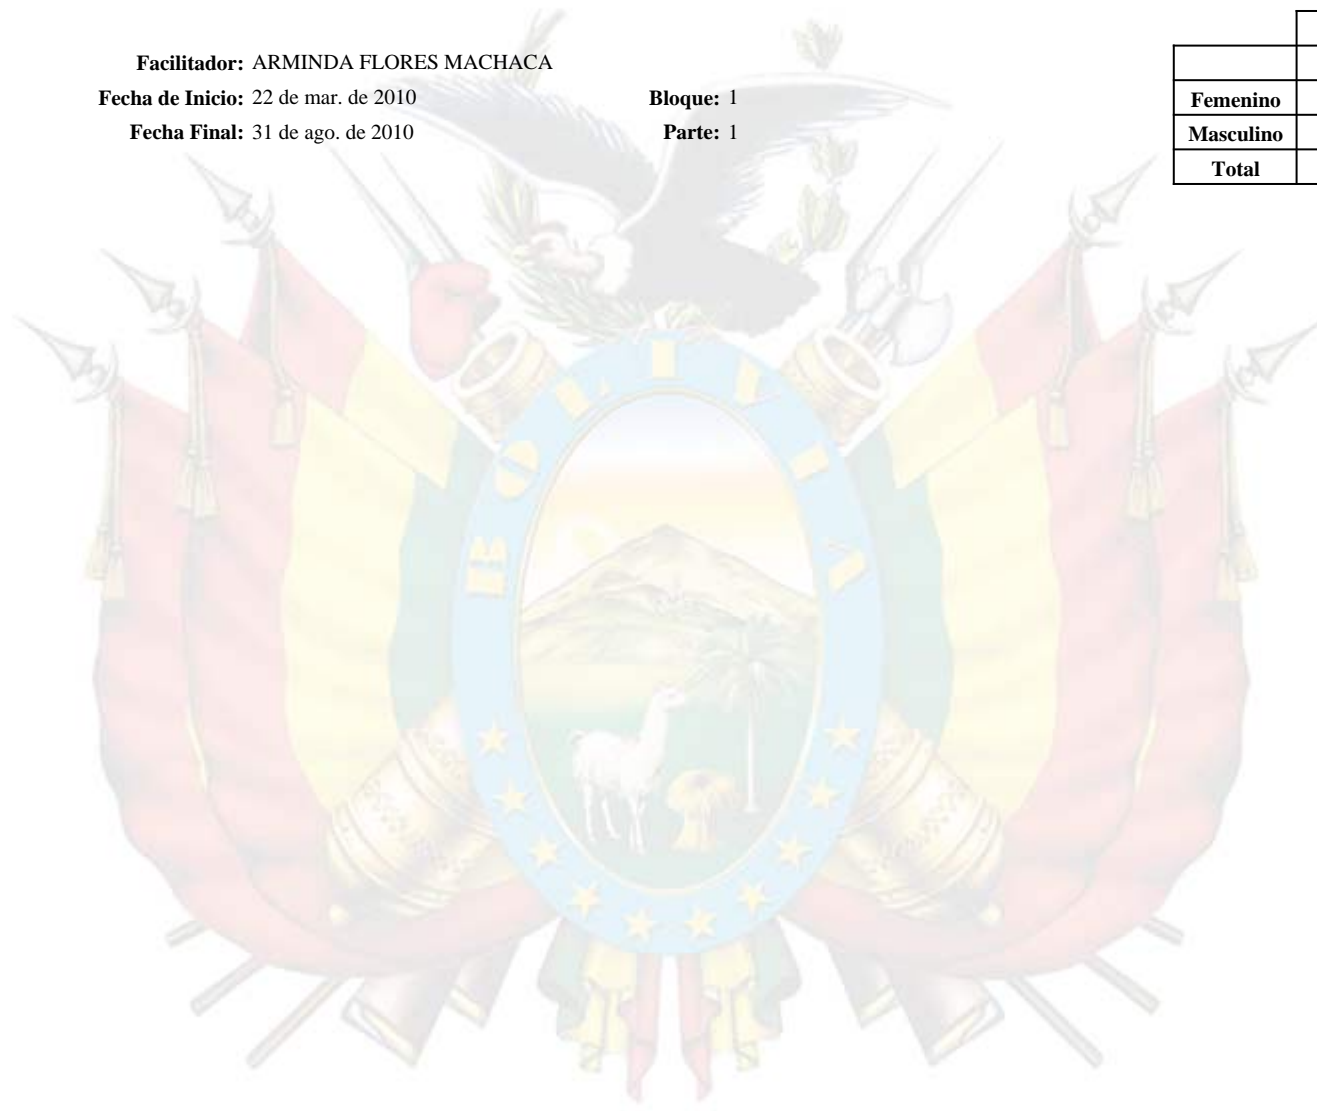 Facilitador: ARMINDA FLORES MACHACA
Fecha de Inicio: 22 de mar. de 2010 Bloque: 1
Fecha Final: 31 de ago. de 2010 Parte: 1
Femenino
Masculino
Total
BOLIVIA